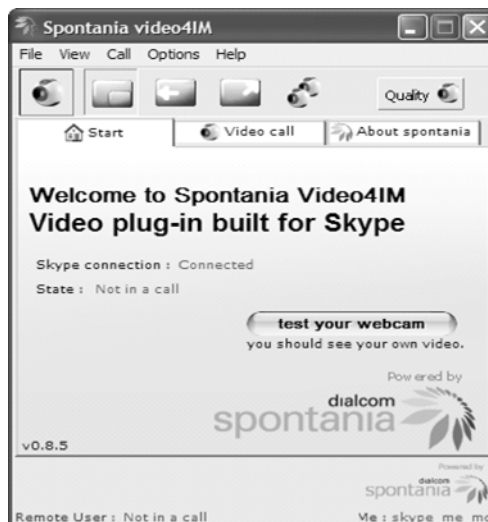 Spontania video4IM
File View Call Options Help
Quality
Start Video call About spontania
Welcome to Spontania Video4IM
Video plug-in built for Skype
Skype connection : Connected
State : Not in a call
test your webcam
you should see your own video.
Powered by
dialcom
spontania
v0.8.5
Powered by
dialcom
spontania
Remote User : Not in a call Me : skype_me_mo